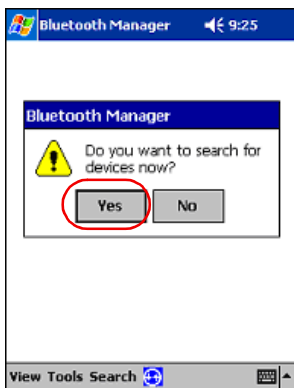 Bluetooth Manager 9:25
Bluetooth Manager
Do you want to search for
devices now?
Yes No
View Tools Search